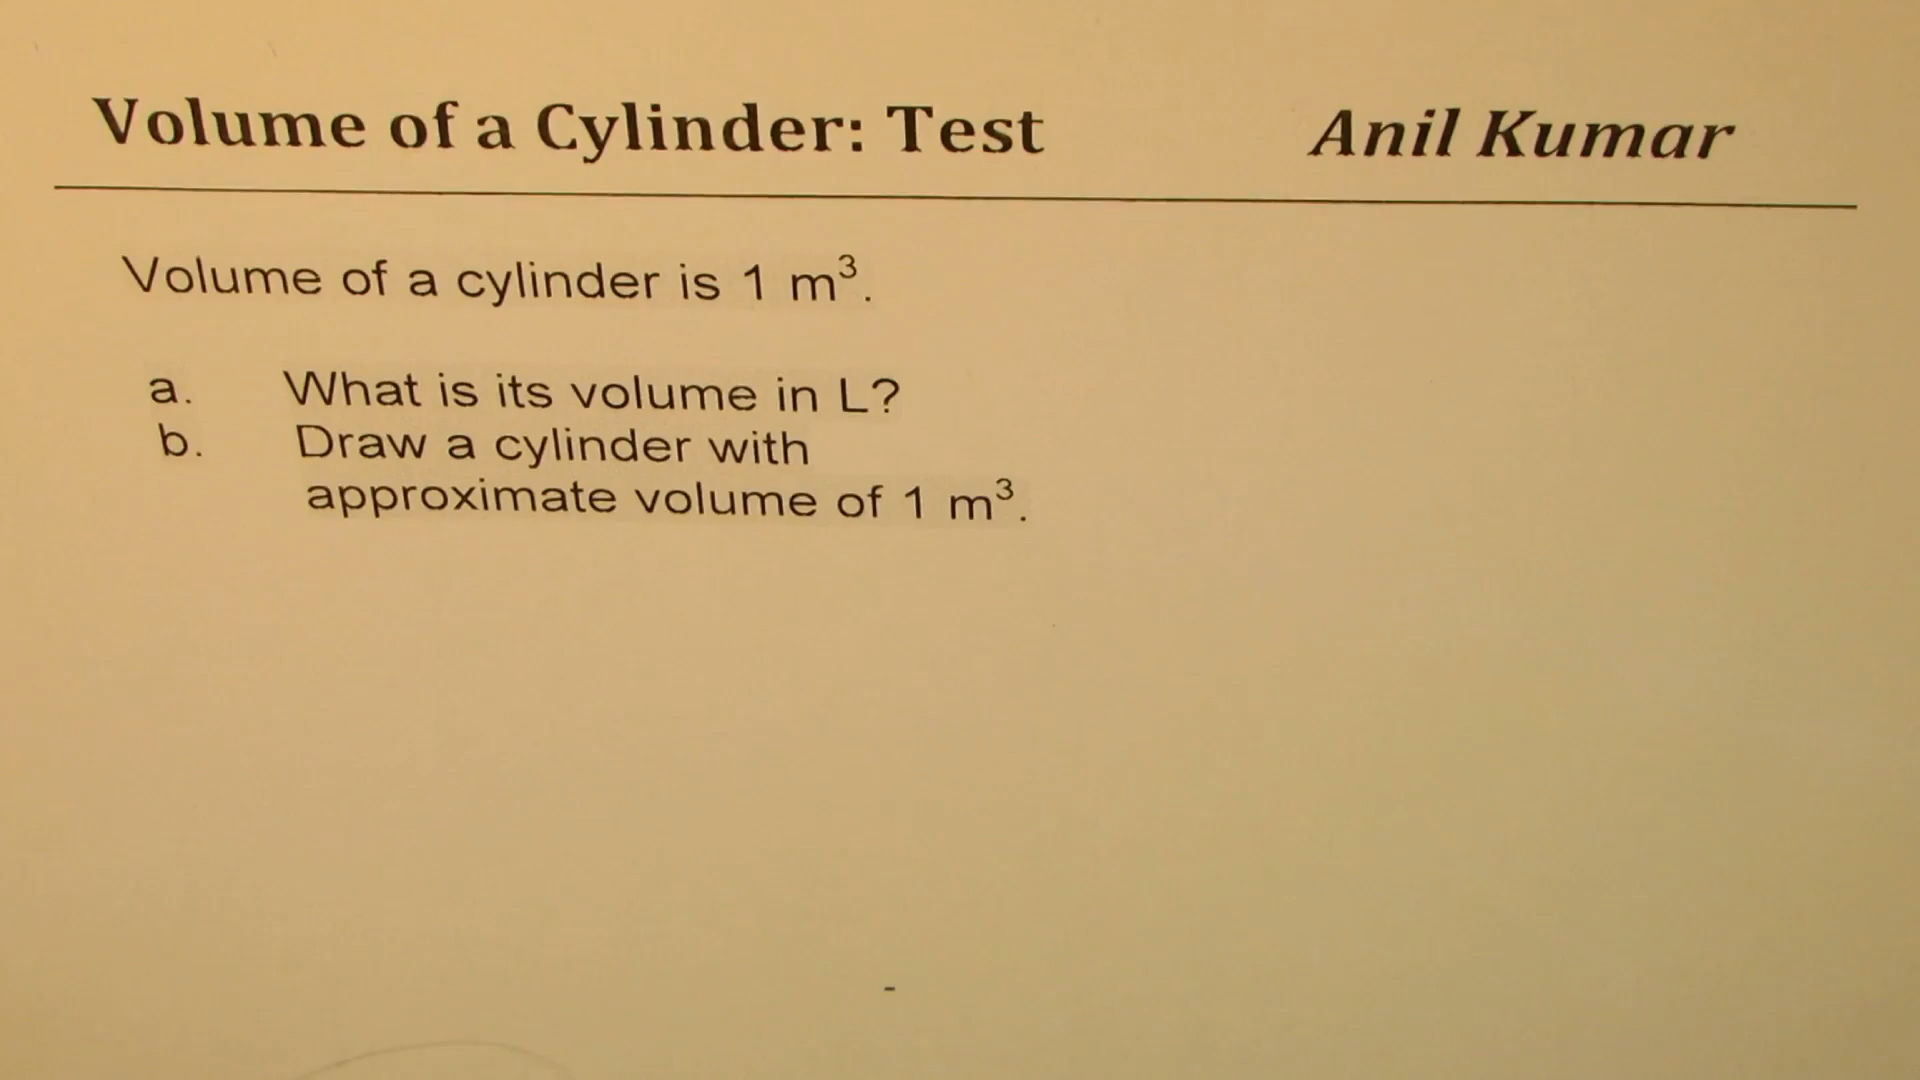 Volume of a Cylinder: Test Anil Kumar
Volume of a cylinder is 1 m³.
a. What is its volume in L?
b. Draw a cylinder with
approximate volume of 1 m³.